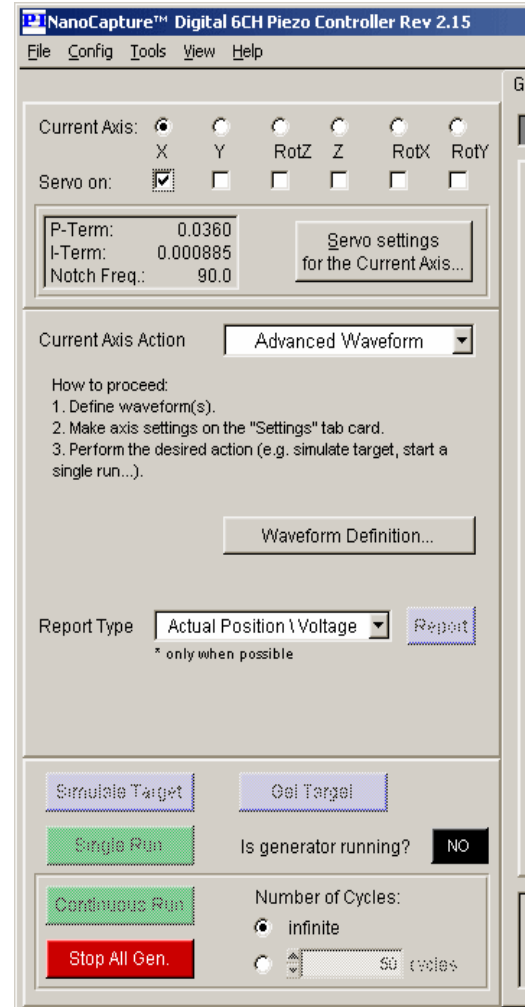 PI NanoCapture™ Digital 6CH Piezo Controller Rev 2.15
File Config Tools View Help
G
Current Axis:
X Y RotZ Z RotX RotY
Servo on:
P-Term: 0.0360
I-Term: 0.000885
Notch Freq.: 90.0
Servo settings
for the Current Axis...
Current Axis Action Advanced Waveform
How to proceed:
1. Define waveform(s).
2. Make axis settings on the "Settings" tab card.
3. Perform the desired action (e.g. simulate target, start a
single run...).
Waveform Definition...
Report Type Actual Position \ Voltage Report
* only when possible
Simulate Target Get Target
Single Run Is generator running? NO
Continuous Run Number of Cycles:
infinite
Stop All Gen. 50 cycles